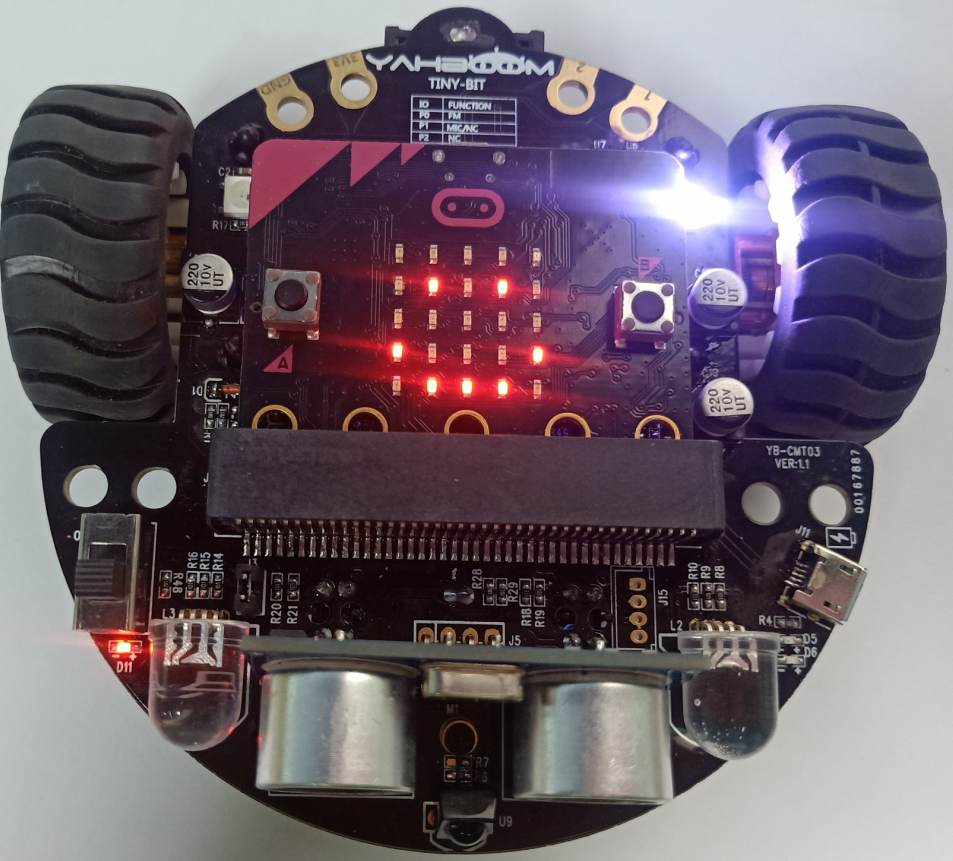 YAHBOOM
TINY-BIT
GND
3V3
2
1
IO FUNCTION
P0 FM
P1 MIC/NC
P2 NC
U7
R17
220
10V
UT
220
10V
UT
220
10V
UT
A
B
D1
YB-CMT03
VER:1.1
00167887
J11
R48
R16
R15
R14
R20
R21
R28
R29
R18
R19
J15
R10
R9
R8
R4
D5
D6
L3
L2
J5
D11
M1
R7
R6
U9